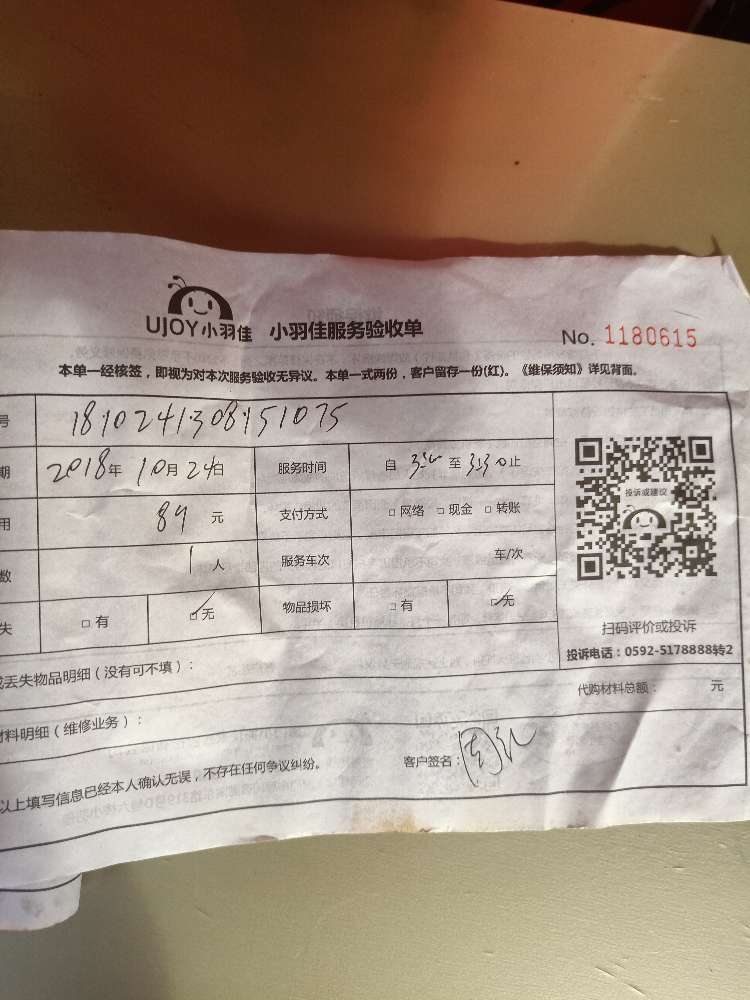 UJOY小羽佳 小羽佳服务验收单
No. 1180615
本单一经核签，即视为对本次服务验收无异议。本单一式两份，客户留存一份(红)。《维保须知》详见背面。
号 1810241308151075
期 2018年 10月 24日 服务时间 自 至 止
用 89 元 支付方式 □ 网络 □ 现金 □ 转账
数 1 人 服务车次 车/次
失 □ 有 □ 无 物品损坏 □ 有 □ 无
投诉或建议
扫码评价或投诉
投诉电话：0592-5178888转2
或丢失物品明细（没有可不填）：
代购材料总额： 元
材料明细（维修业务）：
以上填写信息已经本人确认无误，不存在任何争议纠纷。 客户签名：